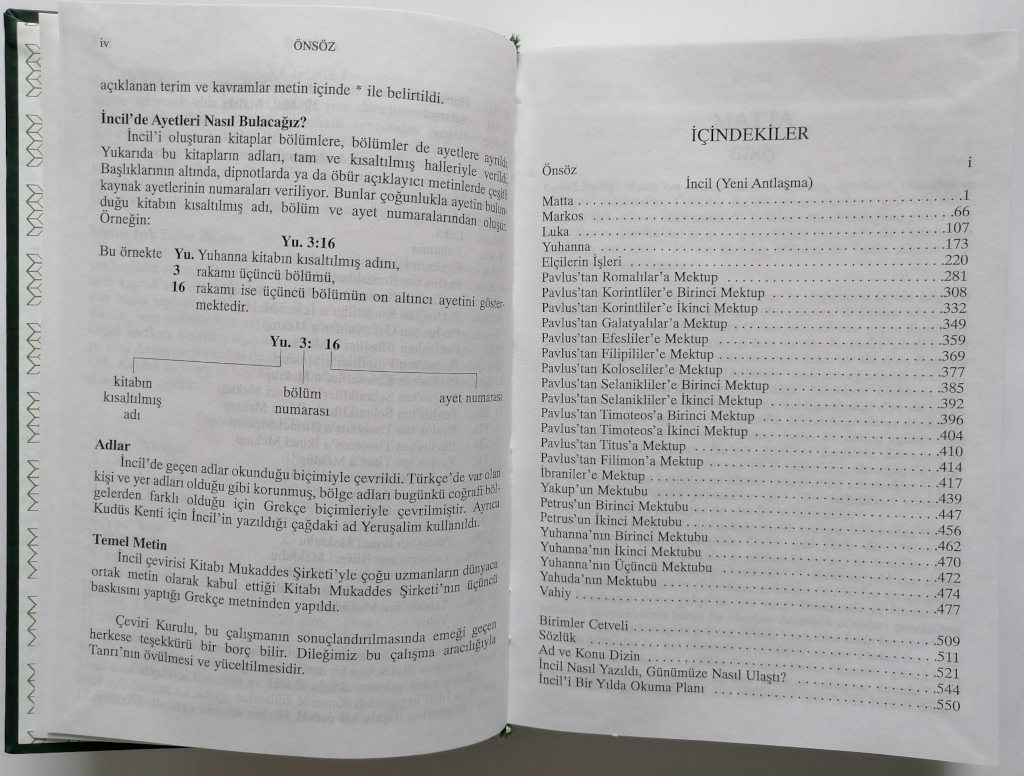 iv
ÖNSÖZ
açıklanan terim ve kavramlar metin içinde * ile belirtildi.
İncil’de Ayetleri Nasıl Bulacağız?
İncil’i oluşturan kitaplar bölümlere, bölümler de ayetlere ayrıldı.
Yukarıda bu kitapların adları, tam ve kısaltılmış halleriyle verildi.
Başlıklarının altında, dipnotlarda ya da öbür açıklayıcı metinlerde çeşitli
kaynak ayetlerinin numaraları veriliyor. Bunlar çoğunlukla ayetin bulun-
duğu kitabın kısaltılmış adı, bölüm ve ayet numaralarından oluşur.
Örneğin:
Yu. 3:16
Bu örnekte Yu. Yuhanna kitabın kısaltılmış adını,
3 rakamı üçüncü bölümü,
16 rakamı ise üçüncü bölümün on altıncı ayetini göster-
mektedir.
Yu. 3: 16
kitabın
kısaltılmış
adı
bölüm
numarası
ayet numarası
Adlar
İncil’de geçen adlar okunduğu biçimiyle çevrildi. Türkçe’de var olan
kişi ve yer adları olduğu gibi korunmuş, bölge adları bugünkü coğrafi böl-
gelerden farklı olduğu için Grekçe biçimleriyle çevrilmiştir. Ayrıca
Kudüs Kenti için İncil’in yazıldığı çağdaki ad Yeruşalim kullanıldı.
Temel Metin
İncil çevirisi Kitabı Mukaddes Şirketi’yle çoğu uzmanların dünyaca
ortak metin olarak kabul ettiği Kitabı Mukaddes Şirketi’nin üçüncü
baskısını yaptığı Grekçe metninden yapıldı.
Çeviri Kurulu, bu çalışmanın sonuçlandırılmasında emeği geçen
herkese teşekkürü bir borç bilir. Dileğimiz bu çalışma aracılığıyla
Tanrı’nın övülmesi ve yüceltilmesidir.
İÇİNDEKİLER
Önsöz i
İncil (Yeni Antlaşma)
Matta . . . . . . . . . . 1
Markos . . . . . . . . . . 66
Luka . . . . . . . . . . 107
Yuhanna . . . . . . . . . . 173
Elçilerin İşleri . . . . . . . . . . 220
Pavlus’tan Romalılar’a Mektup . . . . . . . . . . 281
Pavlus’tan Korintliler’e Birinci Mektup . . . . . . . . . . 308
Pavlus’tan Korintliler’e İkinci Mektup . . . . . . . . . . 332
Pavlus’tan Galatyalılar’a Mektup . . . . . . . . . . 349
Pavlus’tan Efesliler’e Mektup . . . . . . . . . . 359
Pavlus’tan Filipililer’e Mektup . . . . . . . . . . 369
Pavlus’tan Koloseliler’e Mektup . . . . . . . . . . 377
Pavlus’tan Selanikliler’e Birinci Mektup . . . . . . . . . . 385
Pavlus’tan Selanikliler’e İkinci Mektup . . . . . . . . . . 392
Pavlus’tan Timoteos’a Birinci Mektup . . . . . . . . . . 396
Pavlus’tan Timoteos’a İkinci Mektup . . . . . . . . . . 404
Pavlus’tan Titus’a Mektup . . . . . . . . . . 410
Pavlus’tan Filimon’a Mektup . . . . . . . . . . 414
İbraniler’e Mektup . . . . . . . . . . 417
Yakup’un Mektubu . . . . . . . . . . 439
Petrus’un Birinci Mektubu . . . . . . . . . . 447
Petrus’un İkinci Mektubu . . . . . . . . . . 456
Yuhanna’nın Birinci Mektubu . . . . . . . . . . 462
Yuhanna’nın İkinci Mektubu . . . . . . . . . . 470
Yuhanna’nın Üçüncü Mektubu . . . . . . . . . . 472
Yahuda’nın Mektubu . . . . . . . . . . 474
Vahiy . . . . . . . . . . 477
Birimler Cetveli . . . . . . . . . . 509
Sözlük . . . . . . . . . . 511
Ad ve Konu Dizin . . . . . . . . . . 521
İncil Nasıl Yazıldı, Günümüze Nasıl Ulaştı? . . . . . . . . . . 544
İncil’i Bir Yılda Okuma Planı . . . . . . . . . . 550